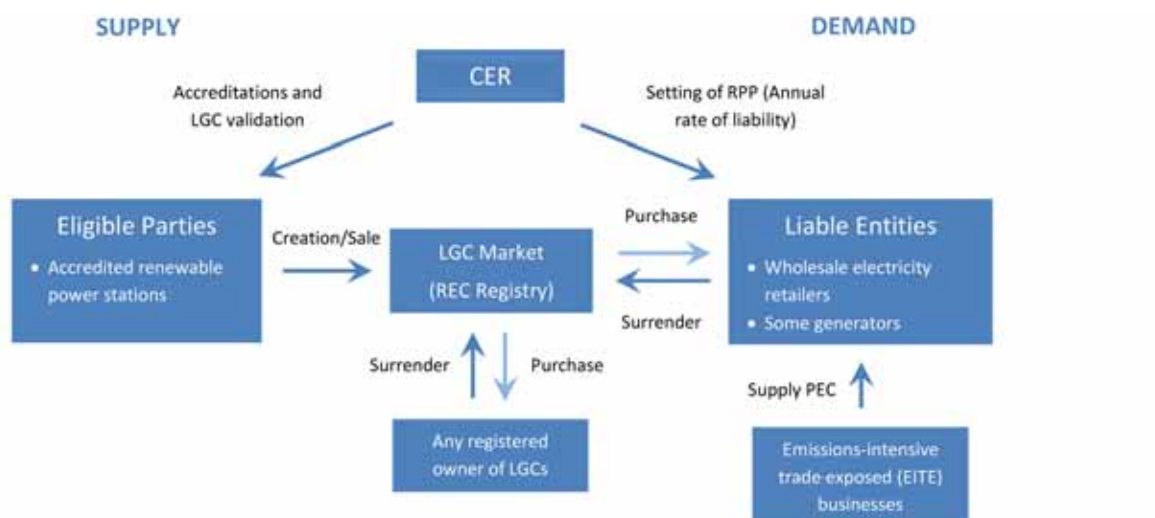 SUPPLY
DEMAND
CER
Accreditations and
LGC validation
Setting of RPP (Annual
rate of liability)
Eligible Parties
• Accredited renewable
power stations
Creation/Sale
LGC Market
(REC Registry)
Purchase
Surrender
Liable Entities
• Wholesale electricity
retailers
• Some generators
Surrender
Purchase
Supply PEC
Any registered
owner of LGCs
Emissions-intensive
trade-exposed (EITE)
businesses